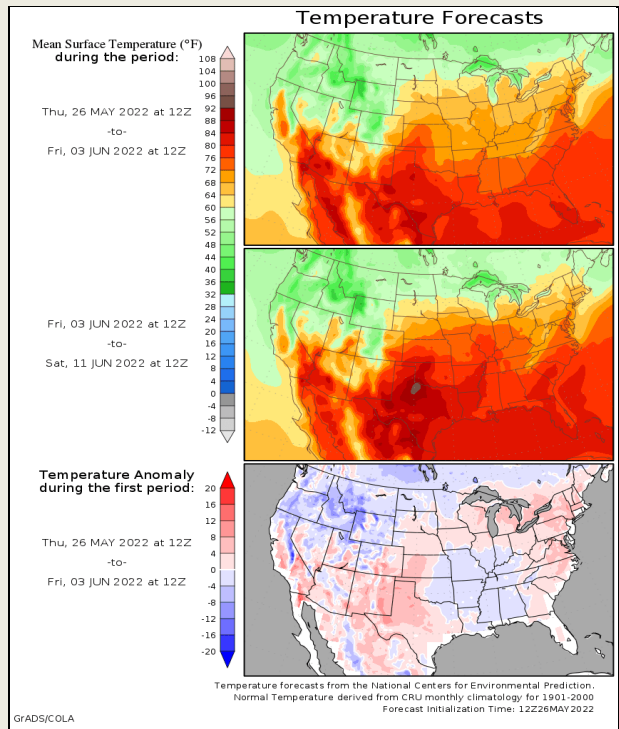 Temperature Forecasts
Mean Surface Temperature (°F)
during the period:
108
104
100
96
92
88
84
80
76
72
68
64
60
56
52
48
44
40
36
32
28
24
20
16
12
8
4
0
-4
-8
-12
Thu, 26 MAY 2022 at 12Z
-to-
Fri, 03 JUN 2022 at 12Z
Fri, 03 JUN 2022 at 12Z
-to-
Sat, 11 JUN 2022 at 12Z
Temperature Anomaly
during the first period:
20
16
12
8
4
0
-4
-8
-12
-16
-20
Thu, 26 MAY 2022 at 12Z
-to-
Fri, 03 JUN 2022 at 12Z
Temperature forecasts from the National Centers for Environmental Prediction.
Normal Temperature derived from CRU monthly climatology for 1901-2000
Forecast Initialization Time: 12Z26MAY2022
GrADS/COLA